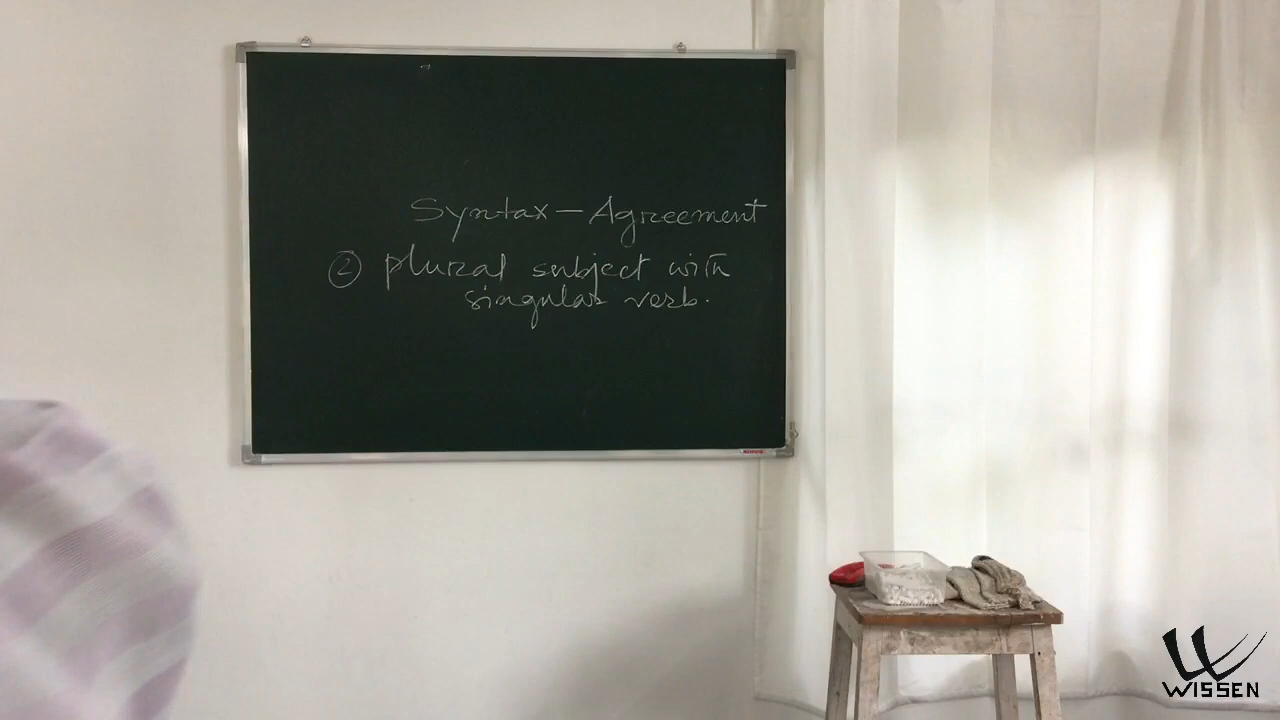 Syntax – Agreement
② plural subject with
singular verb.
WISSEN